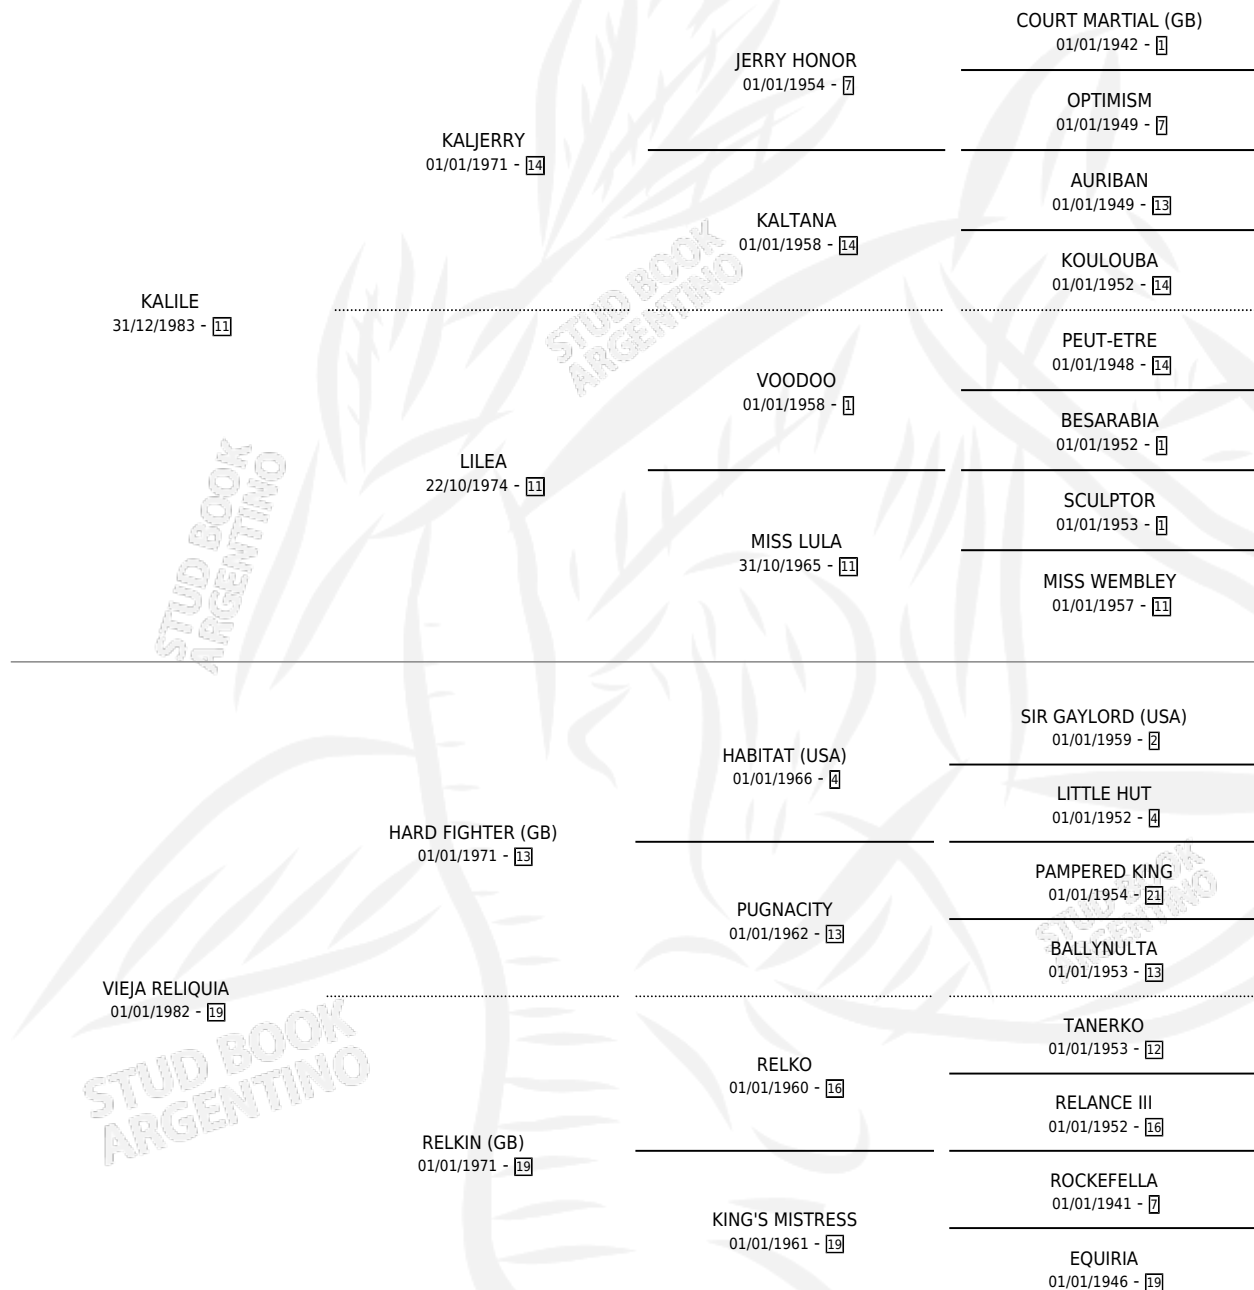 COURT MARTIAL (GB)
01/01/1942 - 1
JERRY HONOR
01/01/1954 - 7
OPTIMISM
01/01/1949 - 7
KALJERRY
01/01/1971 - 14
AURIBAN
01/01/1949 - 13
KALTANA
01/01/1958 - 14
KOULOUBA
01/01/1952 - 14
KALILE
31/12/1983 - 11
PEUT-ETRE
01/01/1948 - 14
VOODOO
01/01/1958 - 1
BESARABIA
01/01/1952 - 1
LILEA
22/10/1974 - 11
SCULPTOR
01/01/1953 - 1
MISS LULA
31/10/1965 - 11
MISS WEMBLEY
01/01/1957 - 11
SIR GAYLORD (USA)
01/01/1959 - 2
HABITAT (USA)
01/01/1966 - 4
LITTLE HUT
01/01/1952 - 4
HARD FIGHTER (GB)
01/01/1971 - 13
PAMPERED KING
01/01/1954 - 21
PUGNACITY
01/01/1962 - 13
BALLYNULTA
01/01/1953 - 13
VIEJA RELIQUIA
01/01/1982 - 19
TANERKO
01/01/1953 - 12
RELKO
01/01/1960 - 16
RELANCE III
01/01/1952 - 16
RELKIN (GB)
01/01/1971 - 19
ROCKEFELLA
01/01/1941 - 7
KING'S MISTRESS
01/01/1961 - 19
EQUIRIA
01/01/1946 - 19
STUD BOOK
ARGENTINO
STUD BOOK
ARGENTINO
STUD BOOK
ARGENTINO
STUD BOOK
ARGENTINO